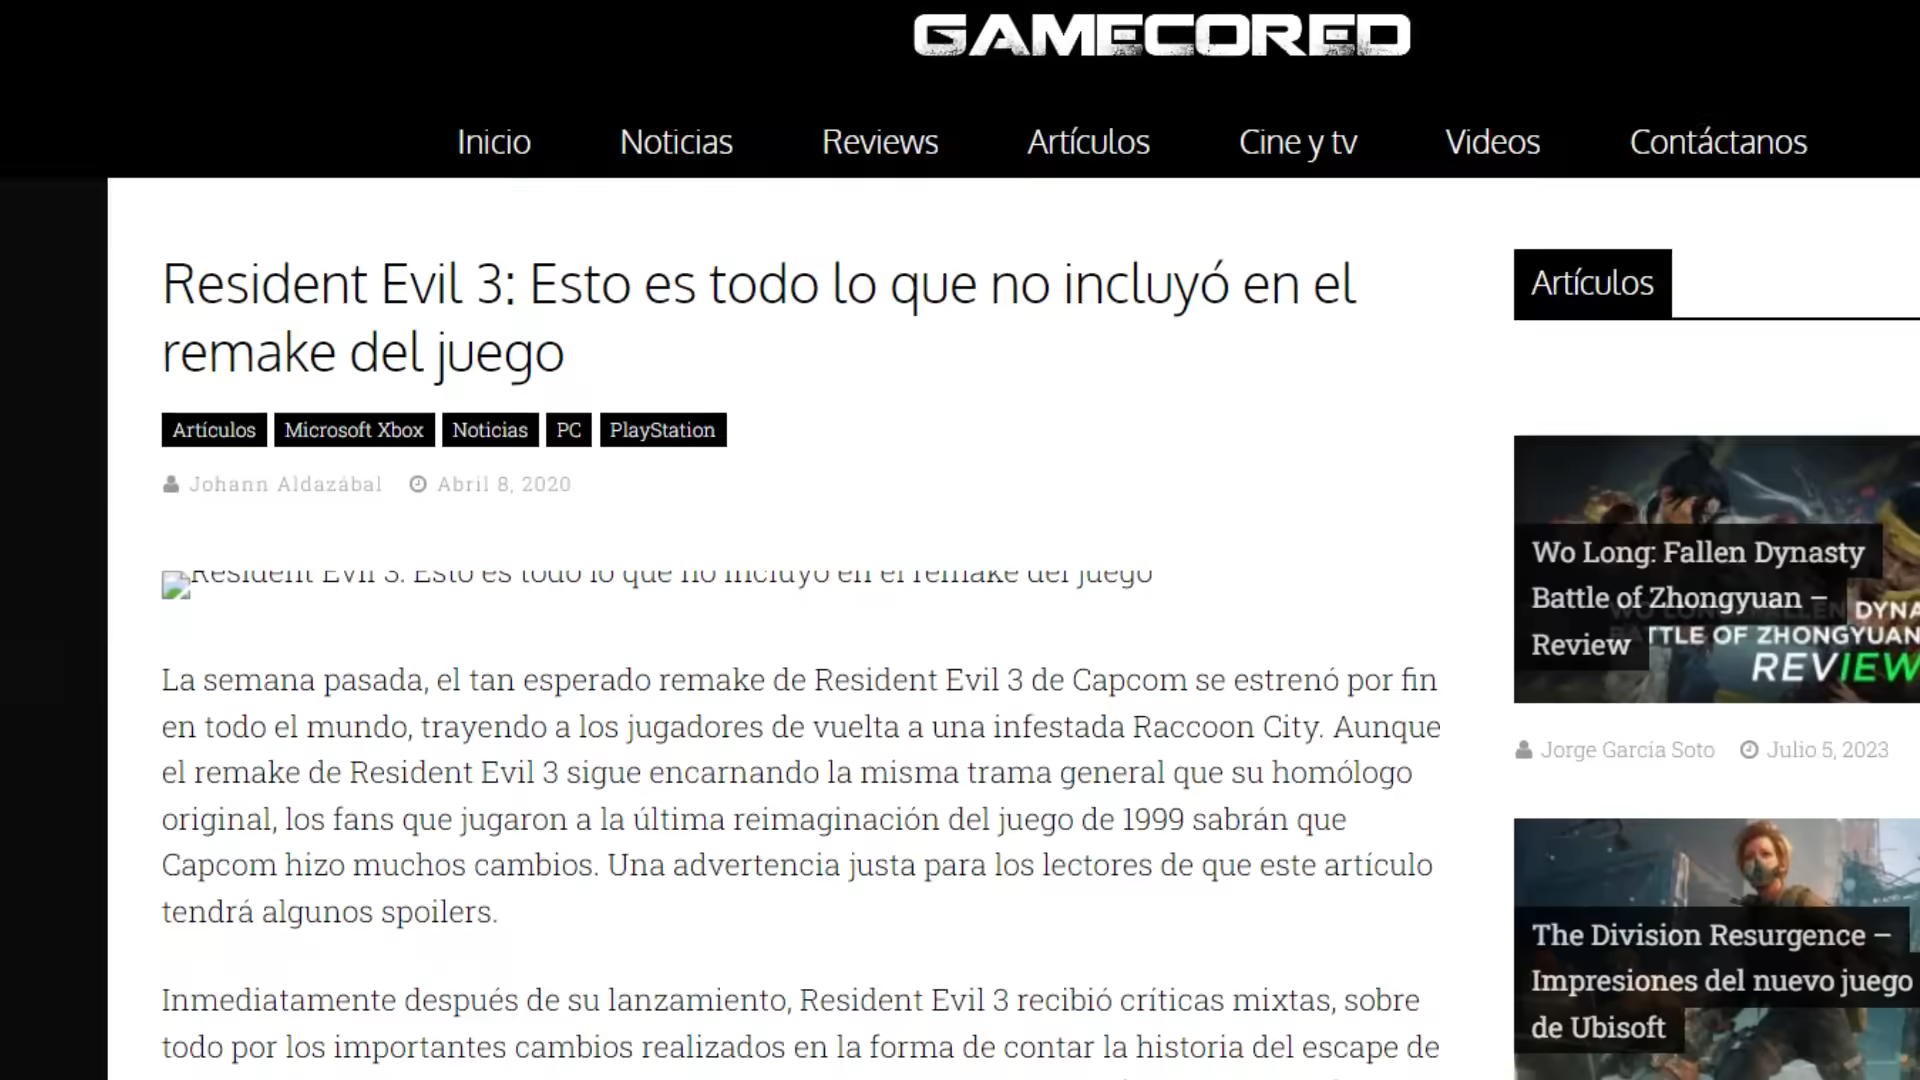 GAMECORED
Inicio Noticias Reviews Artículos Cine y tv Videos Contáctanos
Resident Evil 3: Esto es todo lo que no incluyó en el
remake del juego
Artículos Microsoft Xbox Noticias PC PlayStation
Johann Aldazábal Abril 8, 2020
Resident Evil 3: Esto es todo lo que no incluyó en el remake del juego
La semana pasada, el tan esperado remake de Resident Evil 3 de Capcom se estrenó por fin
en todo el mundo, trayendo a los jugadores de vuelta a una infestada Raccoon City. Aunque
el remake de Resident Evil 3 sigue encarnando la misma trama general que su homólogo
original, los fans que jugaron a la última reimaginación del juego de 1999 sabrán que
Capcom hizo muchos cambios. Una advertencia justa para los lectores de que este artículo
tendrá algunos spoilers.
Inmediatamente después de su lanzamiento, Resident Evil 3 recibió críticas mixtas, sobre
todo por los importantes cambios realizados en la forma de contar la historia del escape de
Artículos
Wo Long: Fallen Dynasty
Battle of Zhongyuan –
Review
DYNA
TTLE OF ZHONGYUAN
REVIEW
Jorge García Soto Julio 5, 2023
The Division Resurgence –
Impresiones del nuevo juego
de Ubisoft